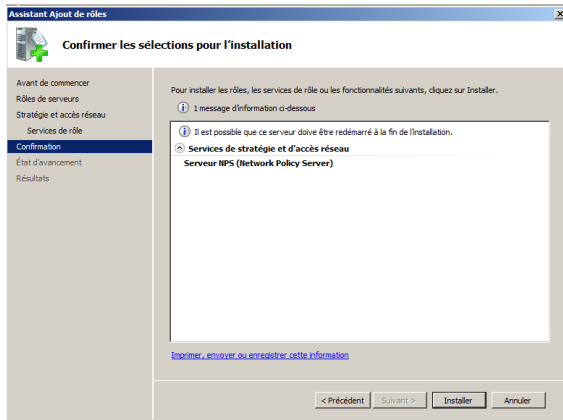 Assistant Ajout de rôles
Confirmer les sélections pour l'installation
Avant de commencer
Rôles de serveurs
Stratégie et accès réseau
Services de rôle
Confirmation
État d'avancement
Résultats
Pour installer les rôles, les services de rôle ou les fonctionnalités suivants, cliquez sur Installer.
1 message d'information ci-dessous
Il est possible que ce serveur doive être redémarré à la fin de l'installation.
Services de stratégie et d'accès réseau
Serveur NPS (Network Policy Server)
Imprimer, envoyer ou enregistrer cette information
< Précédent Suivant > Installer Annuler